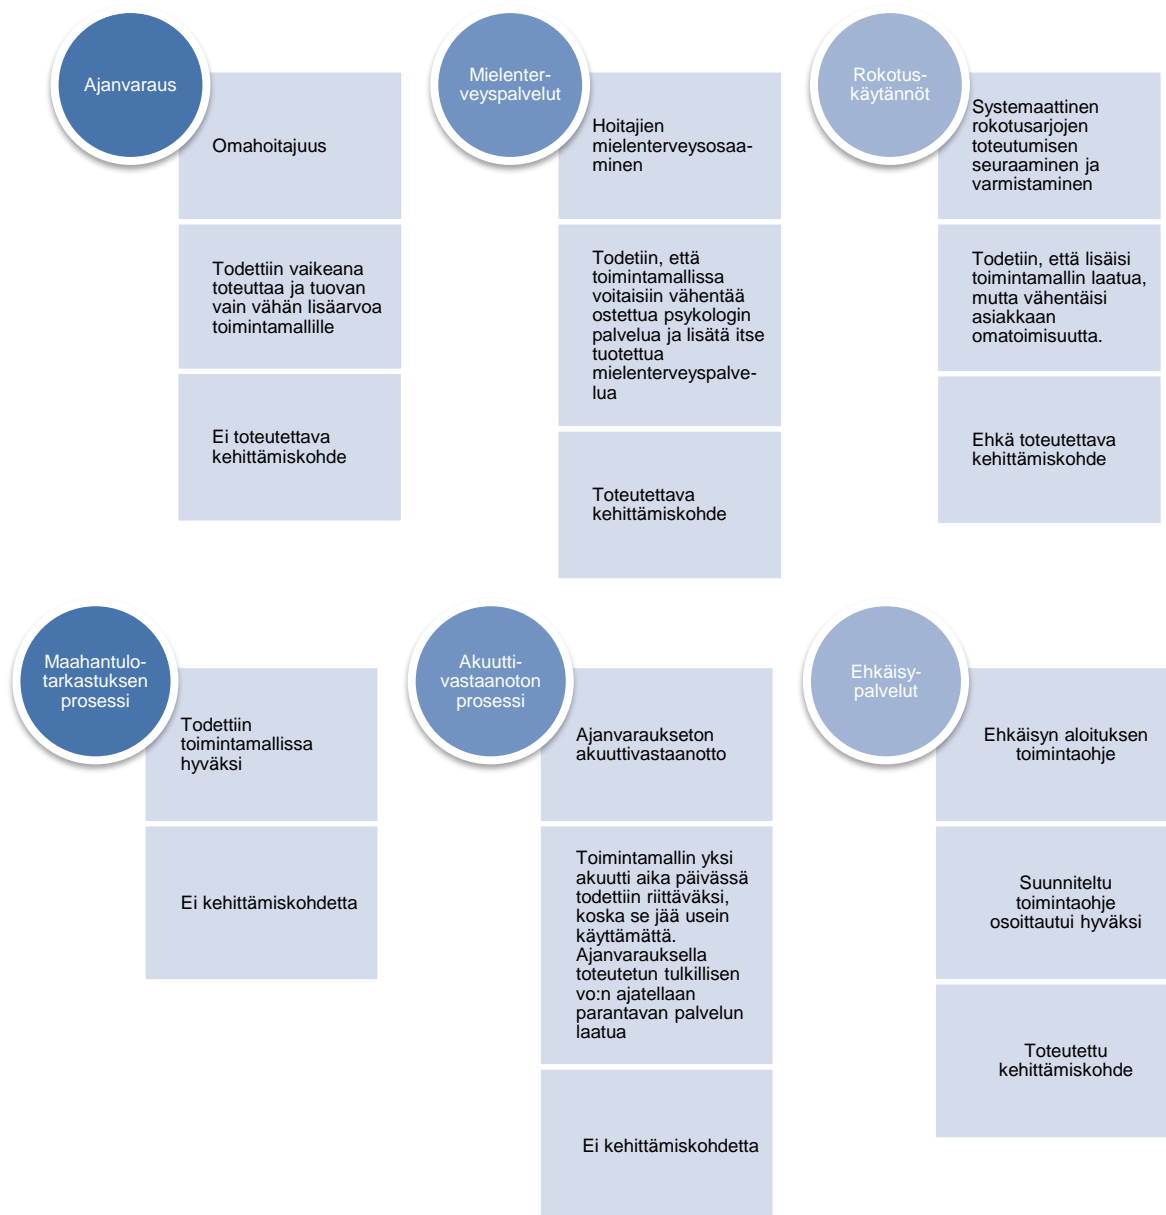 Ajanvaraus
Omahoitajuus
Todettiin vaikeana
toteuttaa ja tuovan
vain vähän lisäarvoa
toimintamallille
Ei toteutettava
kehittämiskohde
Mielenter-
veyspalvelut
Hoitajien
mielenterveysosaa-
minen
Todetiin, että
toimintamallissa
voitaisiin vähentää
ostettua psykologin
palvelua ja lisätä itse
tuotettua
mielenterveyspalve-
lua
Toteutettava
kehittämiskohde
Rokotus-
käytännöt
Systemaattinen
rokotusarjojen
toteutumisen
seuraaminen ja
varmistaminen
Todetiin, että lisäisi
toimintamallin laatua,
mutta vähentäisi
asiakkaan
omatoimisuutta.
Ehkä toteutettava
kehittämiskohde
Maahantulo-
tarkastuksen
prosessi
Todettiin
toimintamallissa
hyväksi
Ei kehittämiskohdetta
Akuutti-
vastaanoton
prosessi
Ajanvaraukseton
akuuttivastaanotto
Toimintamallin yksi
akuutti aika päivässä
todettiin riittäväksi,
koska se jää usein
käyttämättä.
Ajanvarauksella
toteutetun tulkillisen
vo:n ajatellaan
parantavan palvelun
laatua
Ei kehittämiskohdetta
Ehkäisy-
palvelut
Ehkäisyn aloituksen
toimintaohje
Suunniteltu
toimintaohje
osoittautui hyväksi
Toteutettu
kehittämiskohde